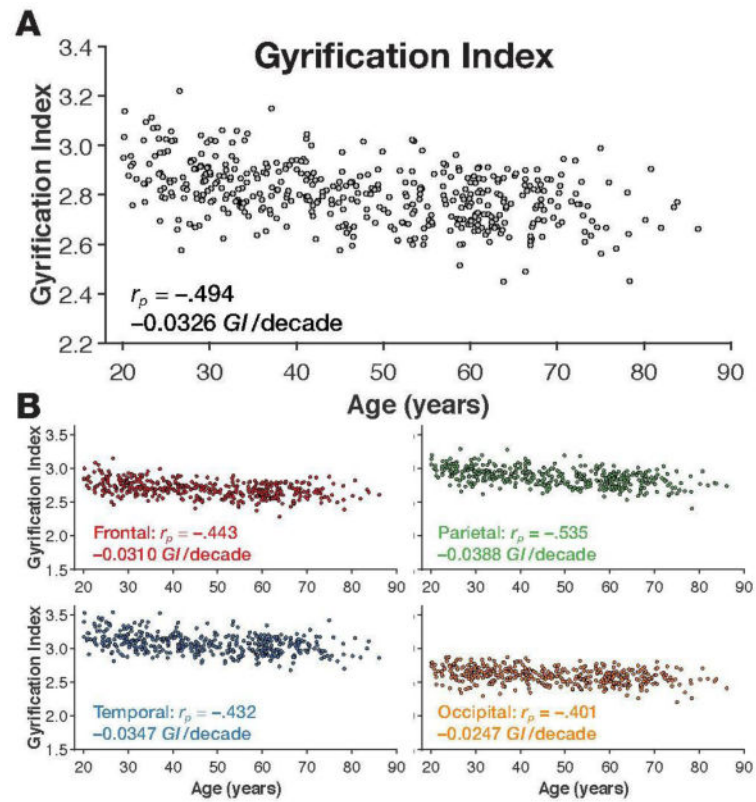 A
Gyrification Index
Gyrification Index
3.4
3.2
3.0
2.8
2.6
2.4
2.2
r_p = –.494
–0.0326 GI/decade
20 30 40 50 60 70 80 90
Age (years)
B
Gyrification Index
3.5
3.0
2.5
2.0
1.5
Frontal: r_p = –.443
–0.0310 GI/decade
20 30 40 50 60 70 80 90
Parietal: r_p = –.535
–0.0388 GI/decade
20 30 40 50 60 70 80 90
Gyrification Index
3.5
3.0
2.5
2.0
1.5
Temporal: r_p = –.432
–0.0347 GI/decade
20 30 40 50 60 70 80 90
Age (years)
Occipital: r_p = –.401
–0.0247 GI/decade
20 30 40 50 60 70 80 90
Age (years)